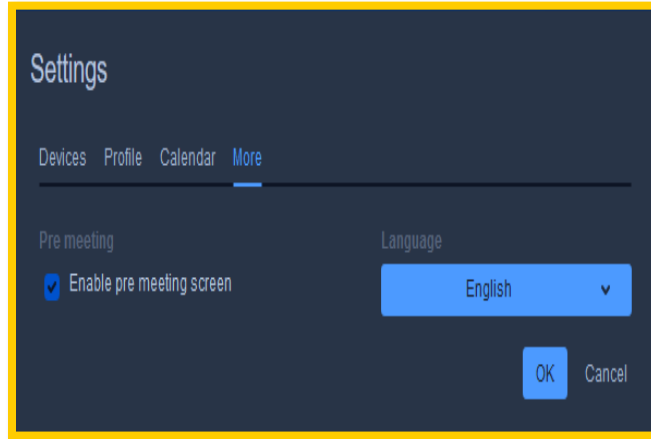 Settings
Devices Profile Calendar More
Pre meeting
Language
Enable pre meeting screen
English
OK Cancel